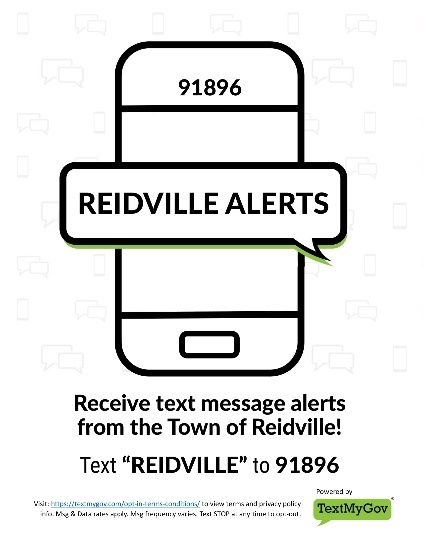 91896
REIDVILLE ALERTS
Receive text message alerts
from the Town of Reidville!
Text “REIDVILLE” to 91896
Powered by
TextMyGov
Visit: https://textmygov.com/opt-in-terms-conditions/ to view terms and privacy policy
info. Msg & Data rates apply. Msg frequency varies. Text STOP at any time to opt-out.